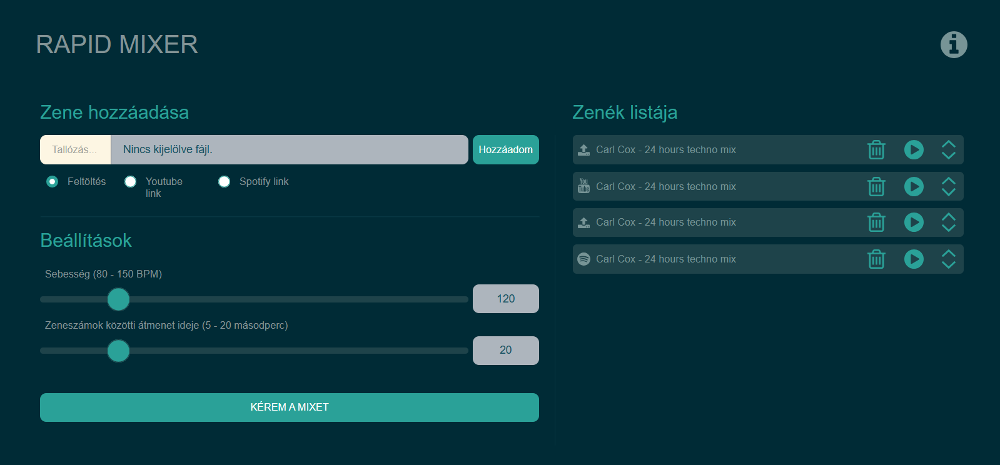 RAPID MIXER
Zene hozzáadása
Tallózás...
Nincs kijelölve fájl.
Hozzáadom
Feltöltés
Youtube
link
Spotify link
Beállítások
Sebesség (80 - 150 BPM)
120
Zeneszámok közötti átmenet ideje (5 - 20 másodperc)
20
KÉREM A MIXET
Zenék listája
Carl Cox - 24 hours techno mix
You
Tube
Carl Cox - 24 hours techno mix
Carl Cox - 24 hours techno mix
Carl Cox - 24 hours techno mix